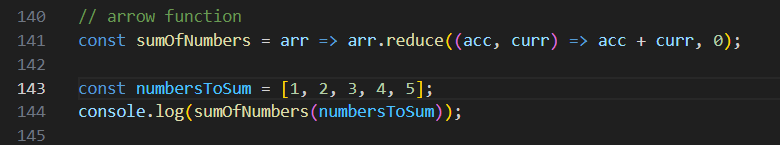 140 // arrow function
141 const sumOfNumbers = arr => arr.reduce((acc, curr) => acc + curr, 0);
142
143 const numbersToSum = [1, 2, 3, 4, 5];
144 console.log(sumOfNumbers(numbersToSum));
145